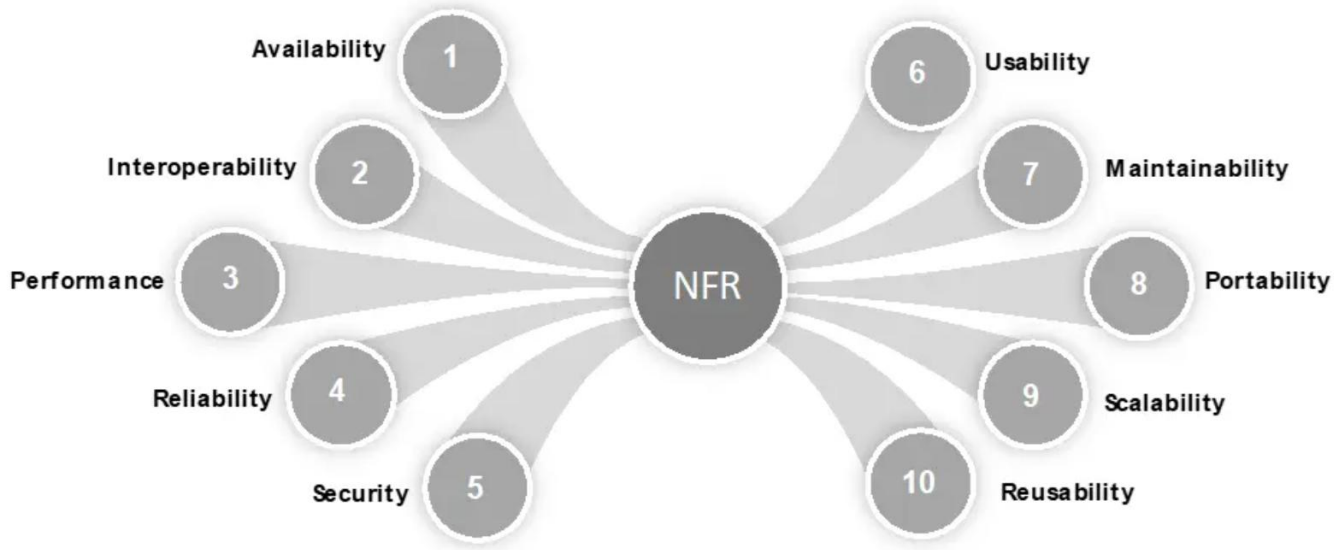 Availability
1
Interoperability
2
Performance
3
Reliability
4
Security
5
NFR
6
Usability
7
Maintainability
8
Portability
9
Scalability
10
Reusability